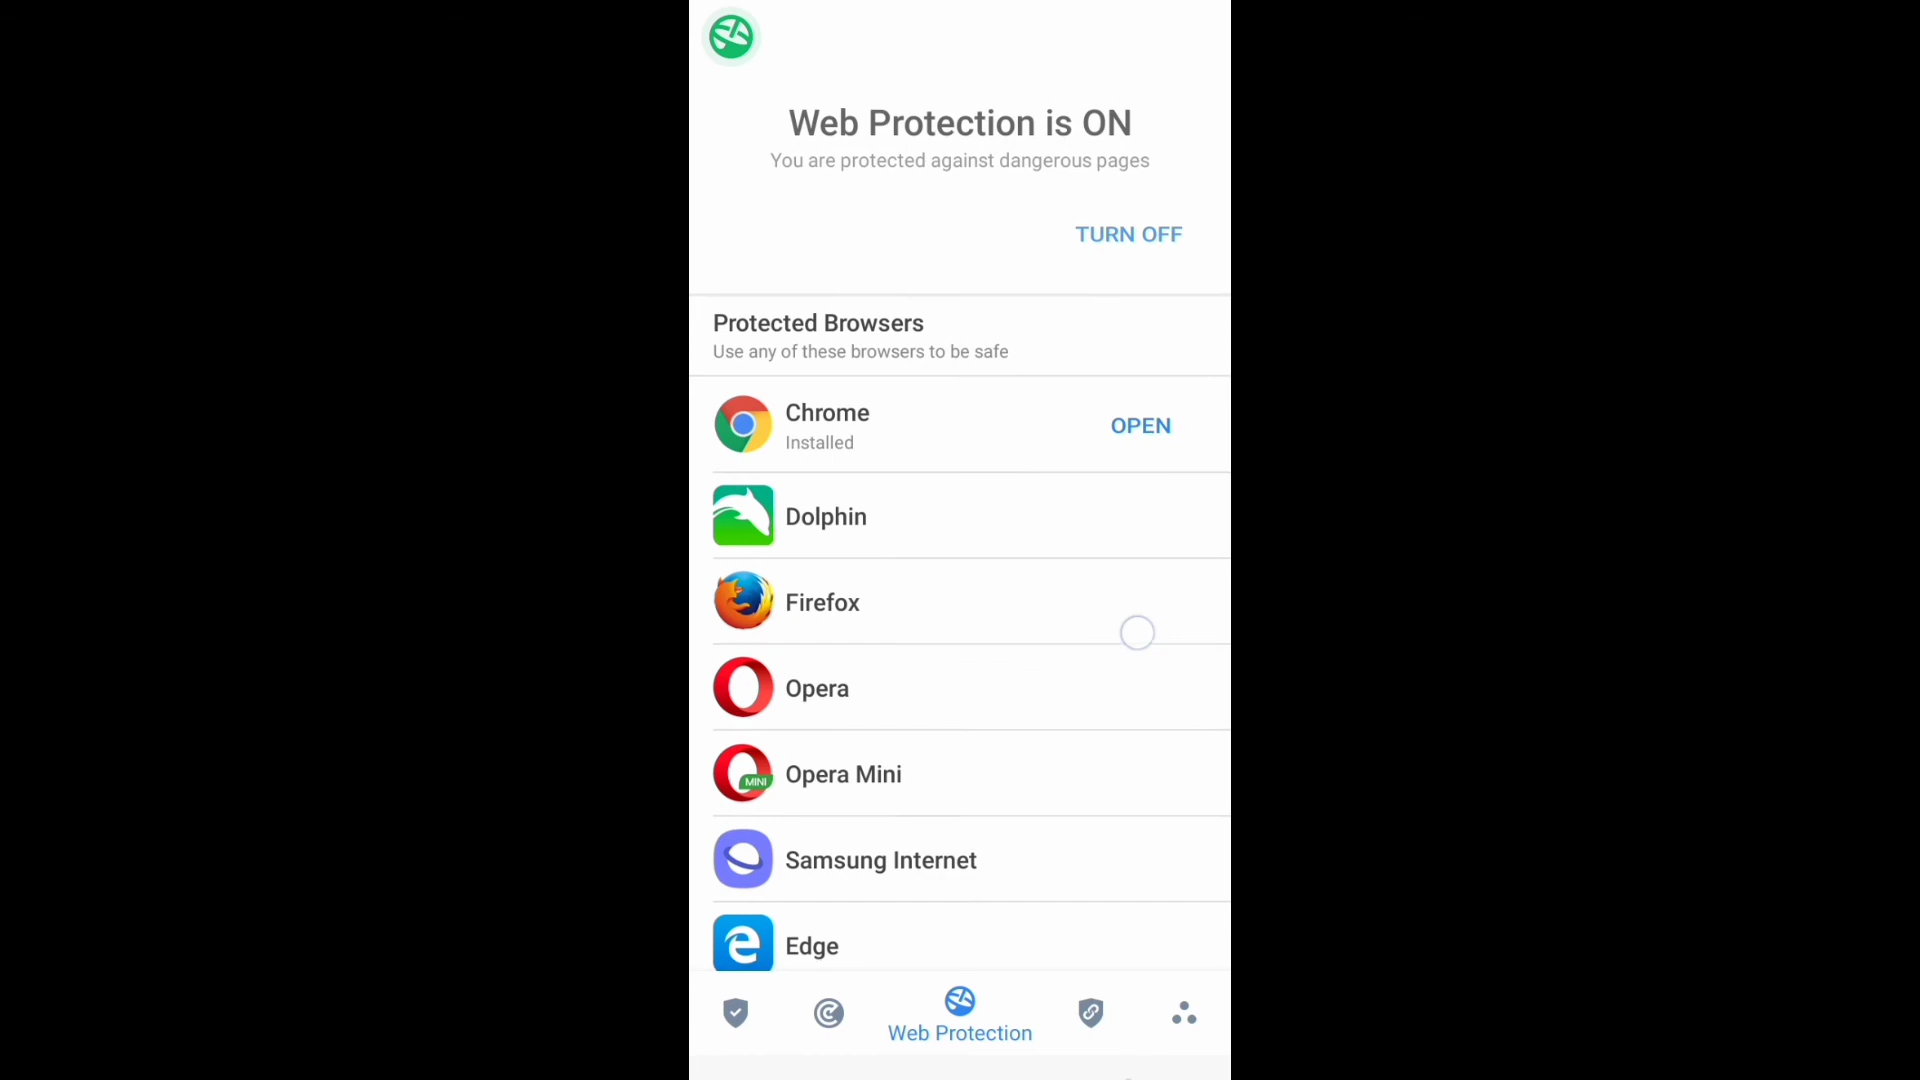 Web Protection is ON
You are protected against dangerous pages
TURN OFF
Protected Browsers
Use any of these browsers to be safe
Chrome
Installed
OPEN
Dolphin
Firefox
Opera
MINI
Opera Mini
Samsung Internet
Edge
Web Protection